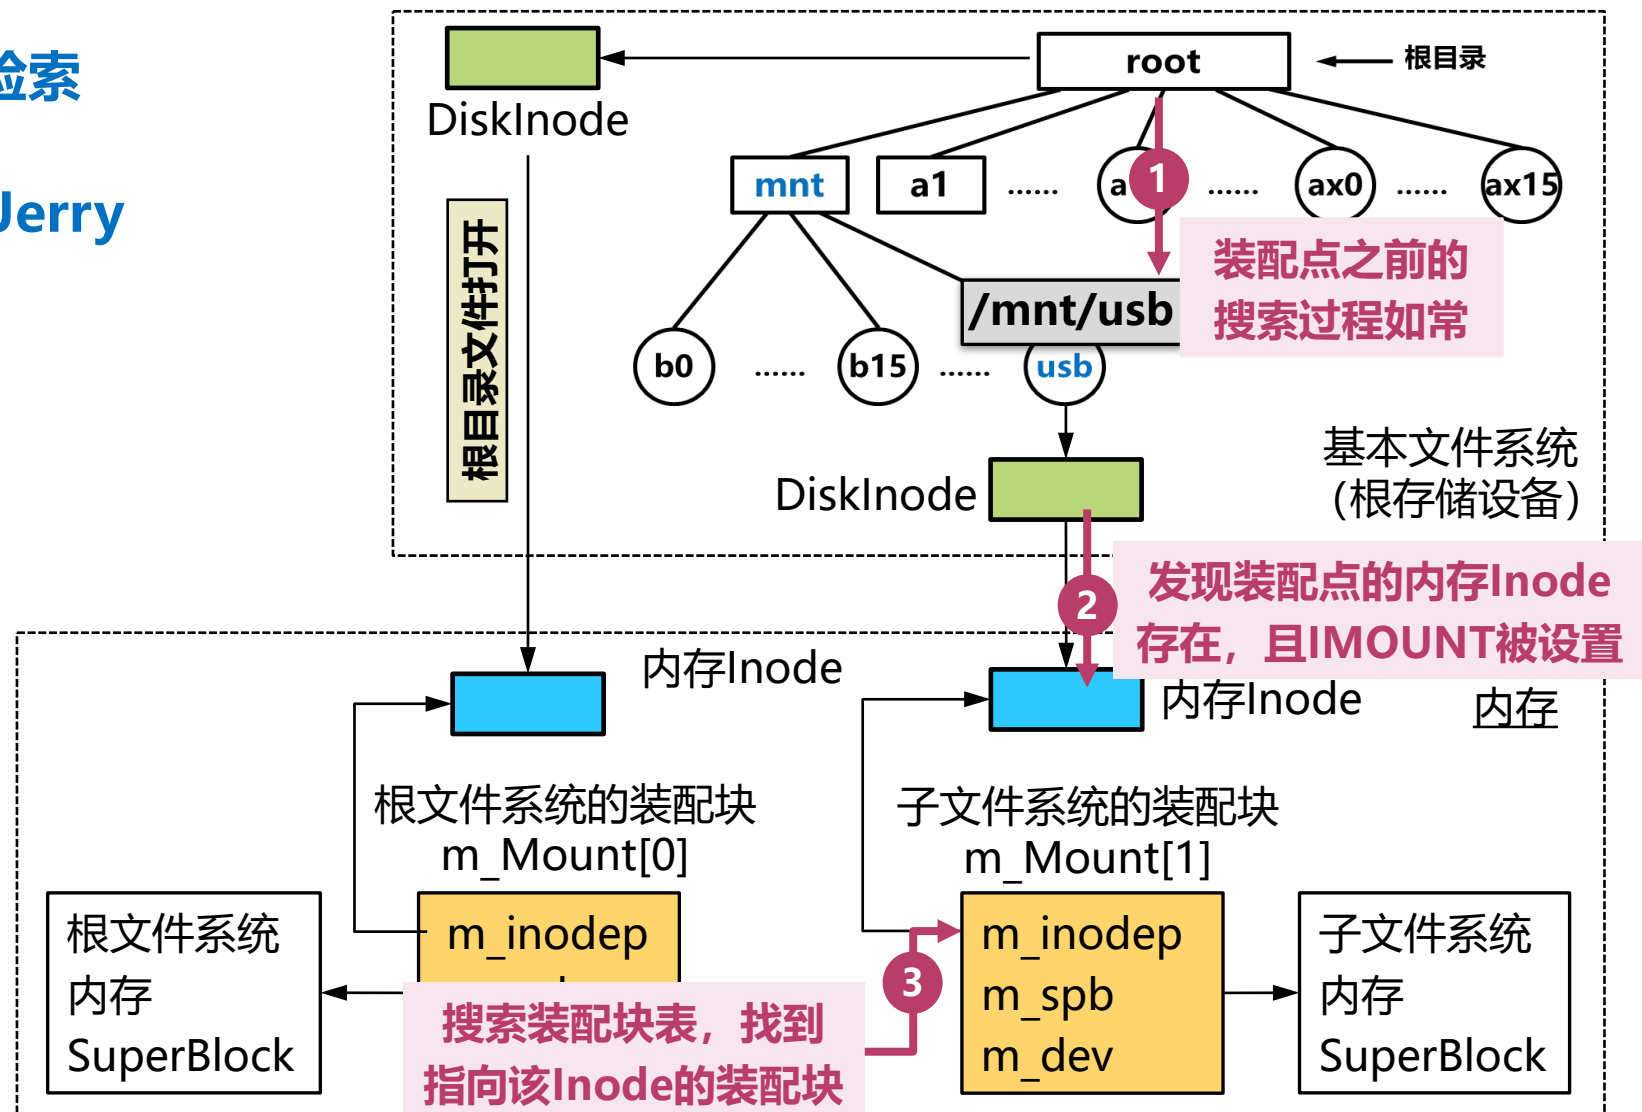 检索
Jerry
DiskInode
root
根目录
mnt
a1
......
a
1
......
ax0
......
ax15
装配点之前的
搜索过程如常
/mnt/usb
根目录文件打开
b0
......
b15
......
usb
DiskInode
基本文件系统
（根存储设备）
2
发现装配点的内存Inode
存在，且IMOUNT被设置
内存Inode
内存Inode
内存
根文件系统的装配块
m_Mount[0]
子文件系统的装配块
m_Mount[1]
根文件系统
内存
SuperBlock
m_inodep
搜索装配块表，找到
指向该Inode的装配块
3
m_inodep
m_spb
m_dev
子文件系统
内存
SuperBlock